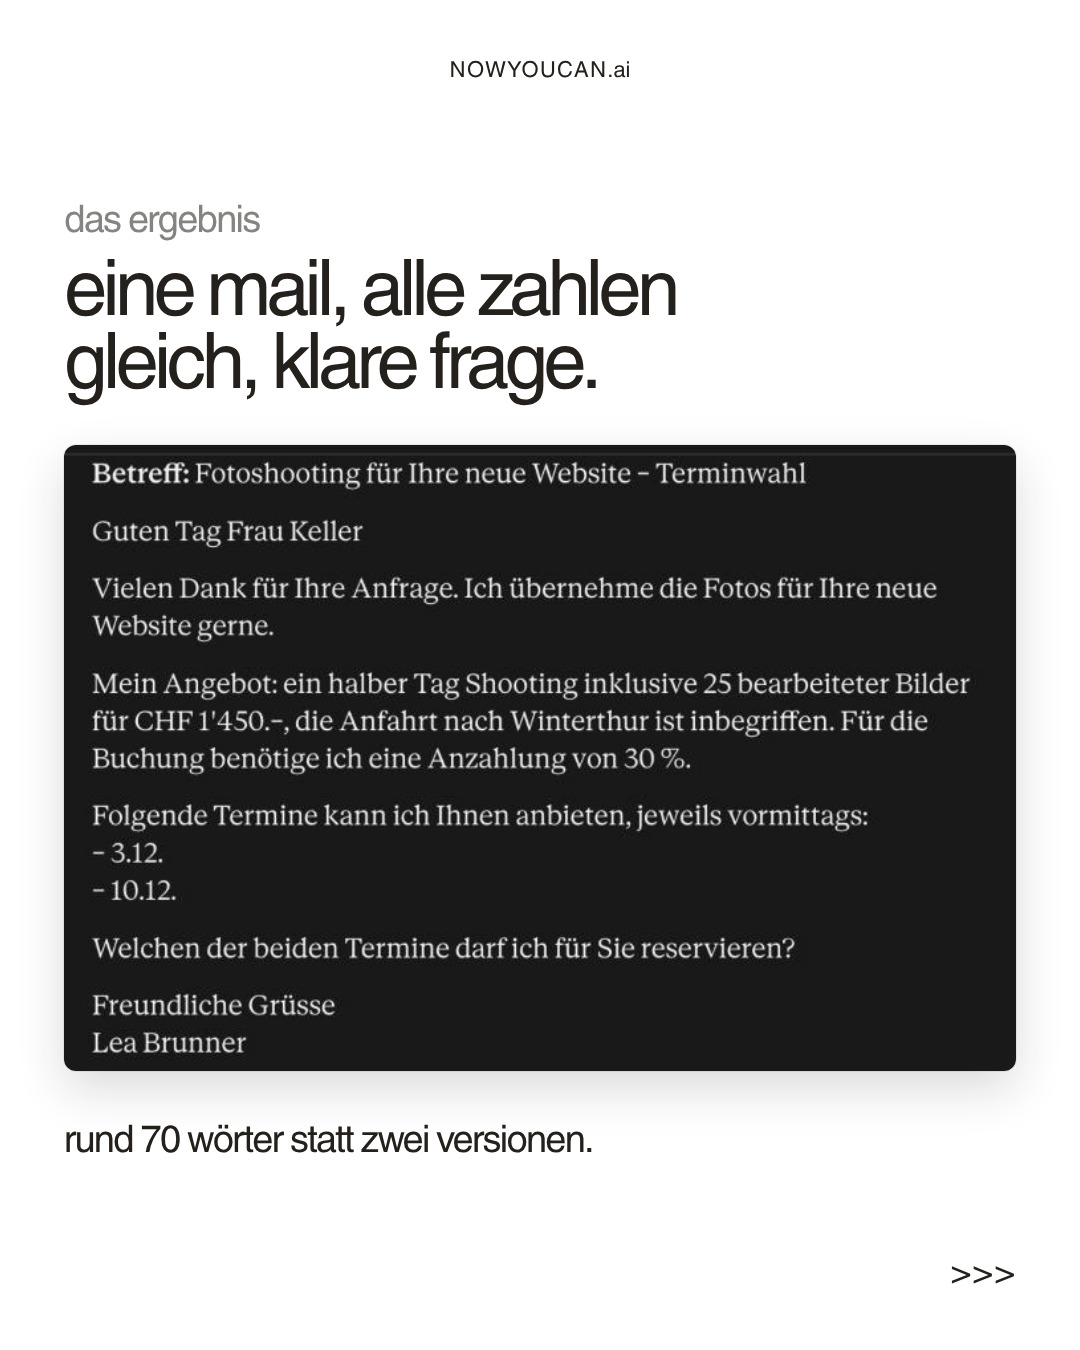 NOWYOUCAN.ai
das ergebnis
eine mail, alle zahlen
gleich, klare frage.
Betreff: Fotoshooting für Ihre neue Website – Terminwahl
Guten Tag Frau Keller
Vielen Dank für Ihre Anfrage. Ich übernehme die Fotos für Ihre neue
Website gerne.
Mein Angebot: ein halber Tag Shooting inklusive 25 bearbeiteter Bilder
für CHF 1'450.–, die Anfahrt nach Winterthur ist inbegriffen. Für die
Buchung benötige ich eine Anzahlung von 30 %.
Folgende Termine kann ich Ihnen anbieten, jeweils vormittags:
– 3.12.
– 10.12.
Welchen der beiden Termine darf ich für Sie reservieren?
Freundliche Grüsse
Lea Brunner
rund 70 wörter statt zwei versionen.
>>>